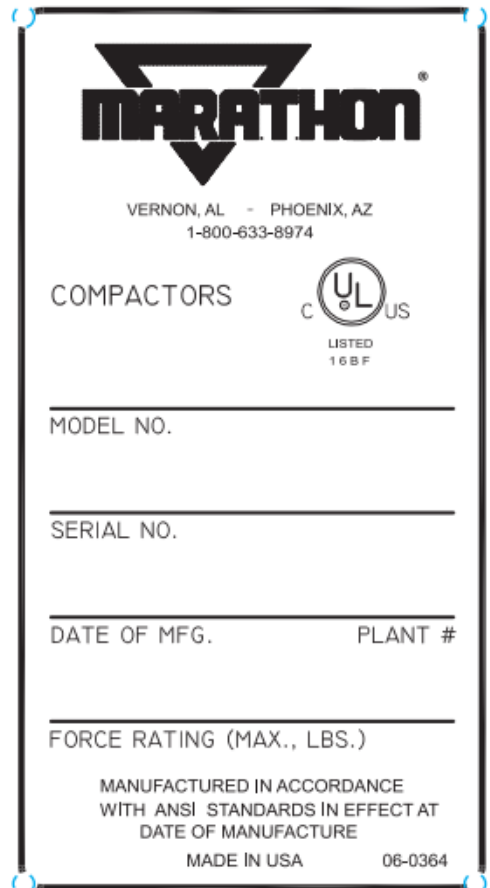 MARATHON®
VERNON, AL - PHOENIX, AZ
1-800-633-8974
COMPACTORS
C UL US
LISTED
16BF
MODEL NO.
SERIAL NO.
DATE OF MFG. PLANT #
FORCE RATING (MAX., LBS.)
MANUFACTURED IN ACCORDANCE
WITH ANSI STANDARDS IN EFFECT AT
DATE OF MANUFACTURE
MADE IN USA 06-0364